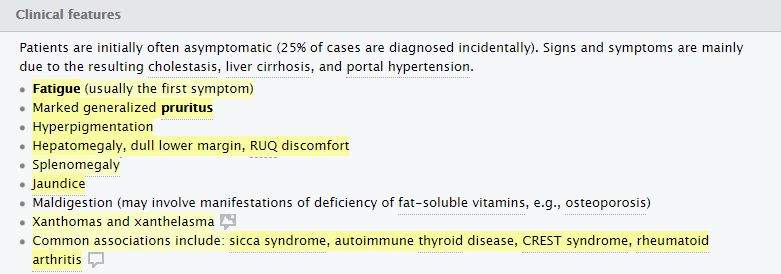 Clinical features
Patients are initially often asymptomatic (25% of cases are diagnosed incidentally). Signs and symptoms are mainly
due to the resulting cholestasis, liver cirrhosis, and portal hypertension.
Fatigue (usually the first symptom)
Marked generalized pruritus
Hyperpigmentation
Hepatomegaly, dull lower margin, RUQ discomfort
Splenomegaly
Jaundice
Maldigestion (may involve manifestations of deficiency of fat-soluble vitamins, e.g., osteoporosis)
Xanthomas and xanthelasma
Common associations include: sicca syndrome, autoimmune thyroid disease, CREST syndrome, rheumatoid
arthritis